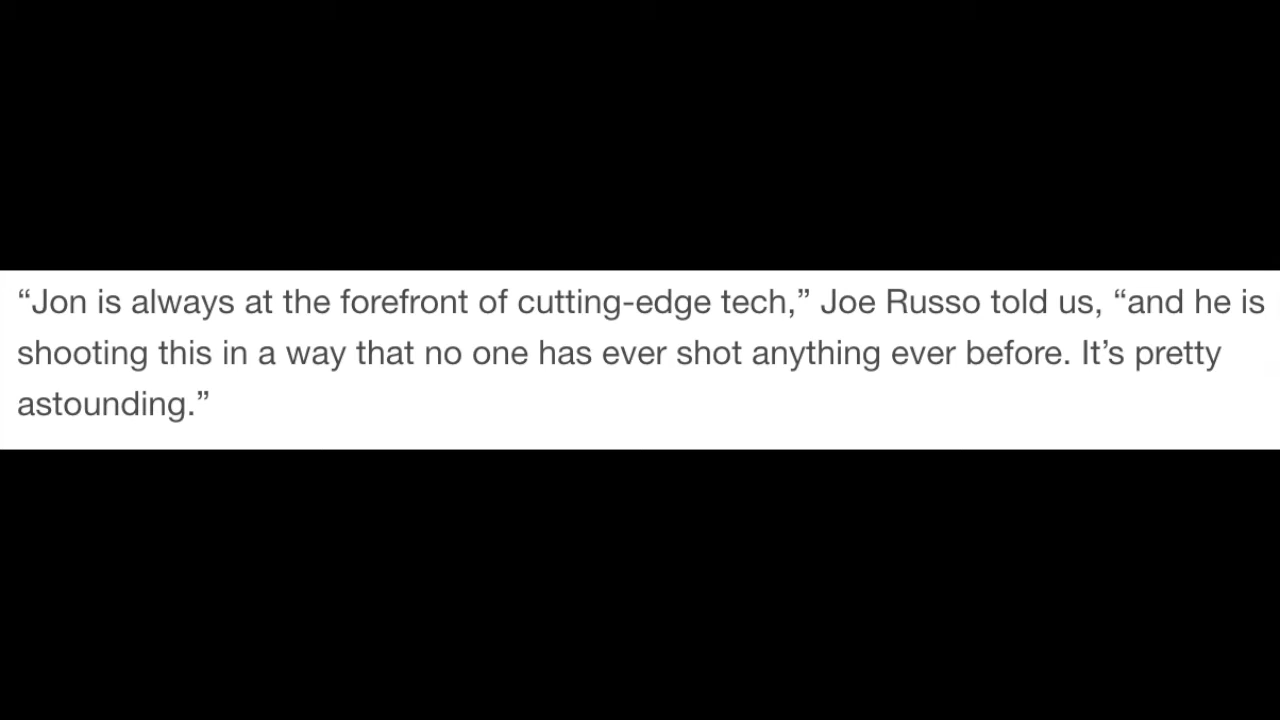 “Jon is always at the forefront of cutting-edge tech,” Joe Russo told us, “and he is
shooting this in a way that no one has ever shot anything ever before. It’s pretty
astounding.”